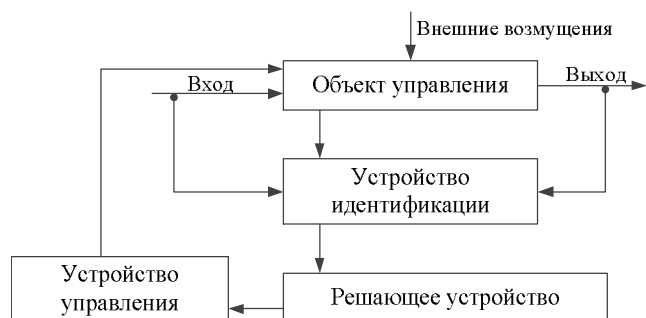 Внешние возмущения
Вход
Объект управления
Выход
Устройство
идентификации
Устройство
управления
Решающее устройство